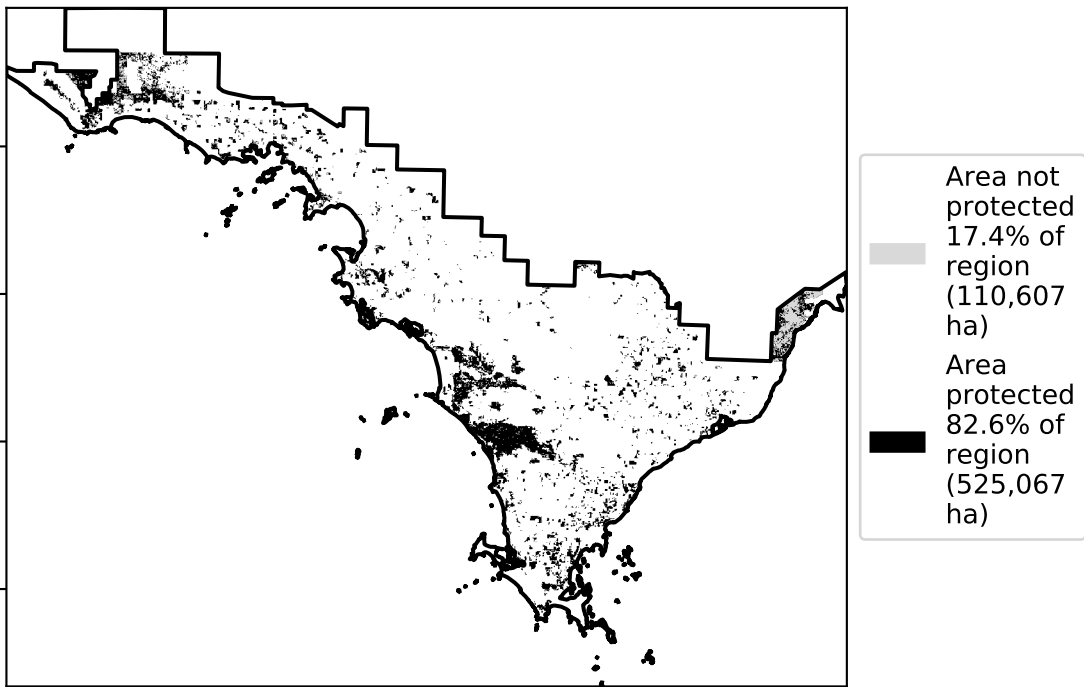 Area not
protected
17.4% of
region
(110,607
ha)
Area
protected
82.6% of
region
(525,067
ha)